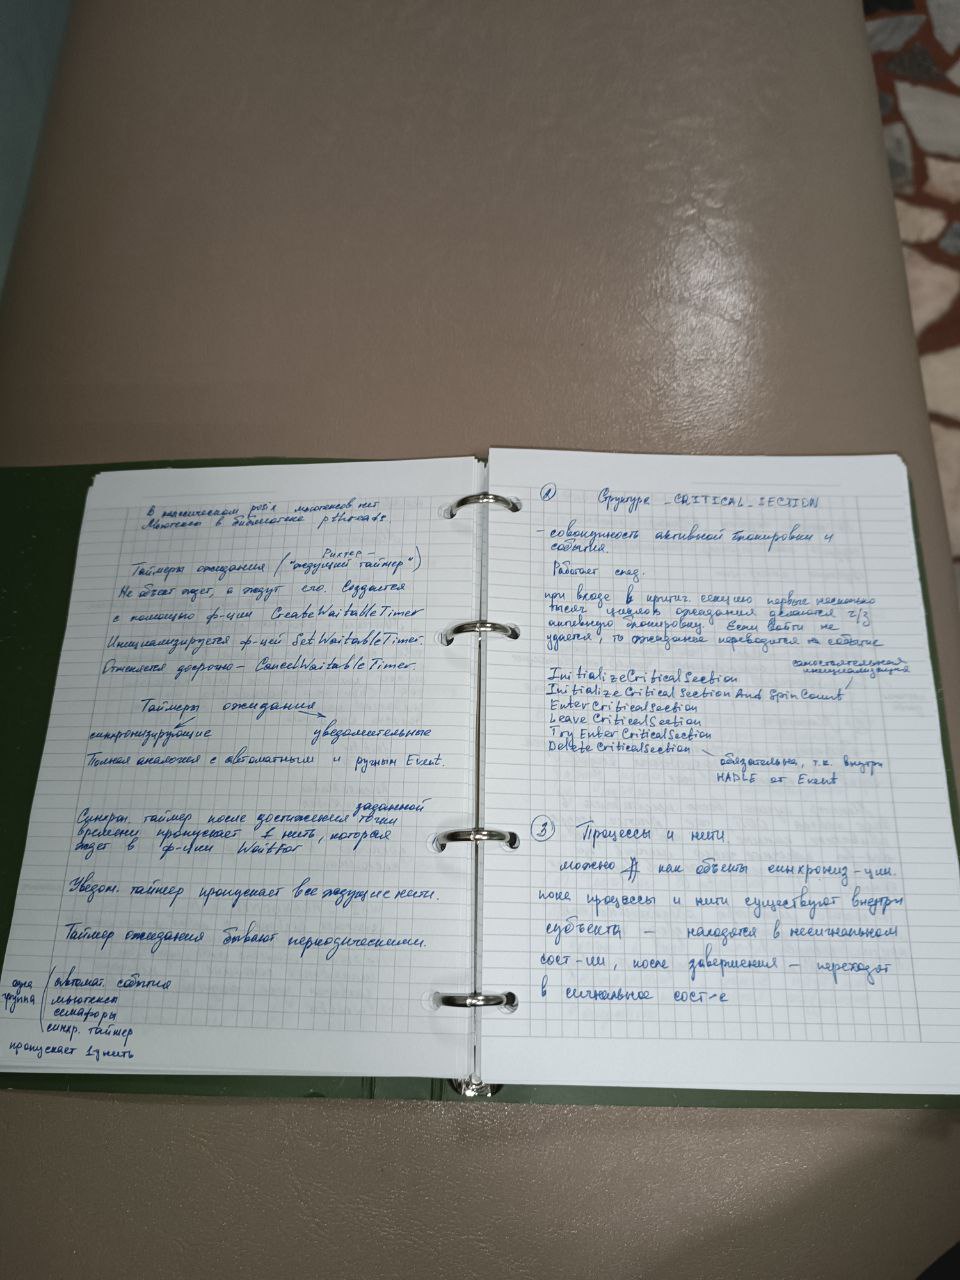 В классическом posix мьютексов нет
Мьютексы в библиотеке pthreads.
Рихтер –
Таймеры ожидания ("ждущий таймер")
Не объект ждет, а ждут его. Создается
с помощью ф-ции CreateWaitableTimer
Инициализируется ф-цией SetWaitableTimer.
Отменяется досрочно – CancelWaitableTimer.
Таймеры ожидания
синхронизирующие уведомительные
Полная аналогия с автоматным и ручным Event.
заданной
Синхрон. таймер после достижения точки
времени пропускает 1 нить, которая
ждет в ф-ции WaitFor
Уведом. таймер пропускает все ждущие нити.
Таймер ожидания бывают периодическими.
одна группа
автомат. события
мьютексы
семафоры
синхр. таймер
пропускает 1 нить
2 Структура _CRITICAL_SECTION
– совокупность активной блокировки и
события.
Работает след.
при входе в критич. секцию первые несколько
тысяч циклов ожидания делаются ч/з
активную блокировку. Если войти не
удается, то ожидание переводится на событие
самостоятельная
инициализация
InitializeCriticalSection
InitializeCriticalSectionAndSpinCount
EnterCriticalSection
LeaveCriticalSection
TryEnterCriticalSection
DeleteCriticalSection
обязательна, т.к. внутри
HADLE от Event
3 Процессы и нити.
можно как объекты синхрониз-ции.
пока процессы и нити существуют внутри
субъекта – находятся в несигнальном
сост-ии, после завершения – переходят
в сигнальное сост-е